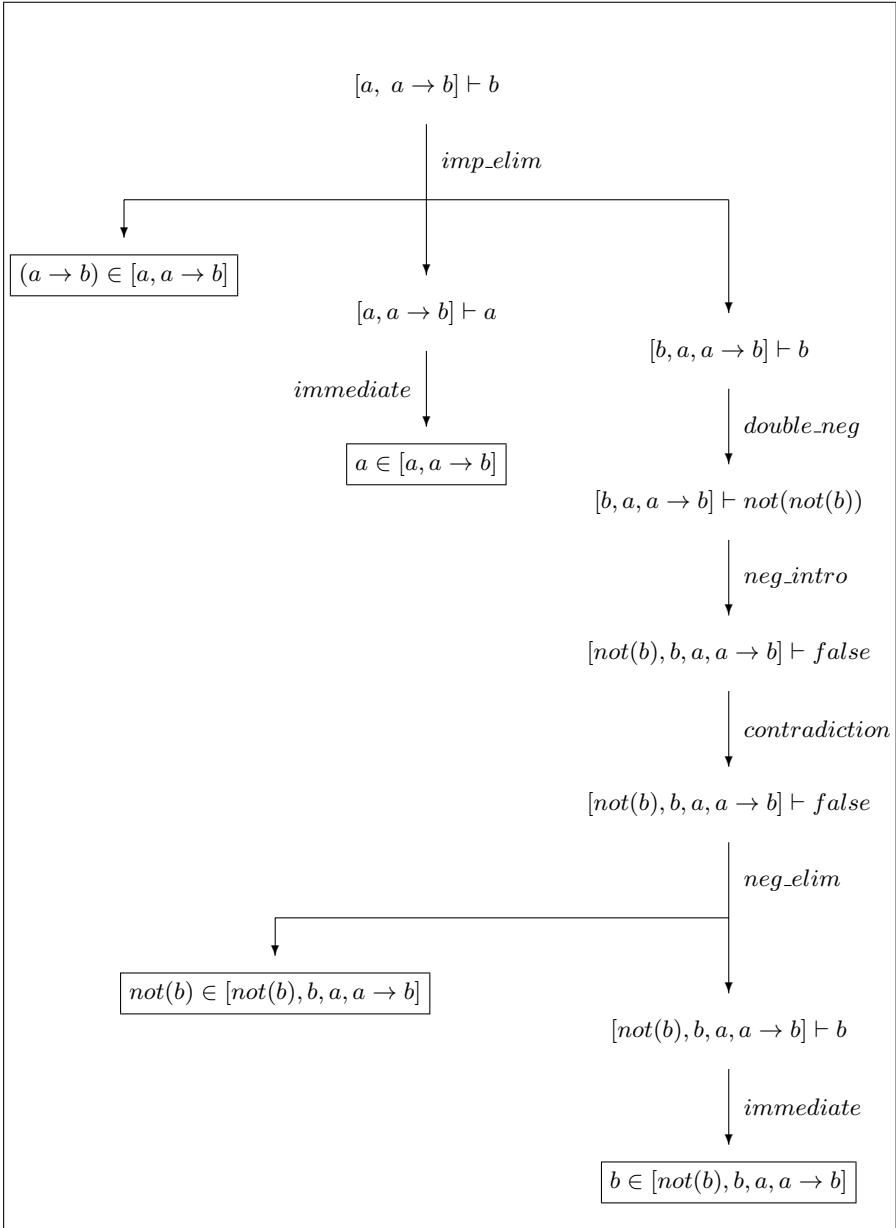 [a, a → b] ⊢ b
imp_elim
(a → b) ∈ [a, a → b]
[a, a → b] ⊢ a
[b, a, a → b] ⊢ b
immediate
double_neg
a ∈ [a, a → b]
[b, a, a → b] ⊢ not(not(b))
neg_intro
[not(b), b, a, a → b] ⊢ false
contradiction
[not(b), b, a, a → b] ⊢ false
neg_elim
not(b) ∈ [not(b), b, a, a → b]
[not(b), b, a, a → b] ⊢ b
immediate
b ∈ [not(b), b, a, a → b]